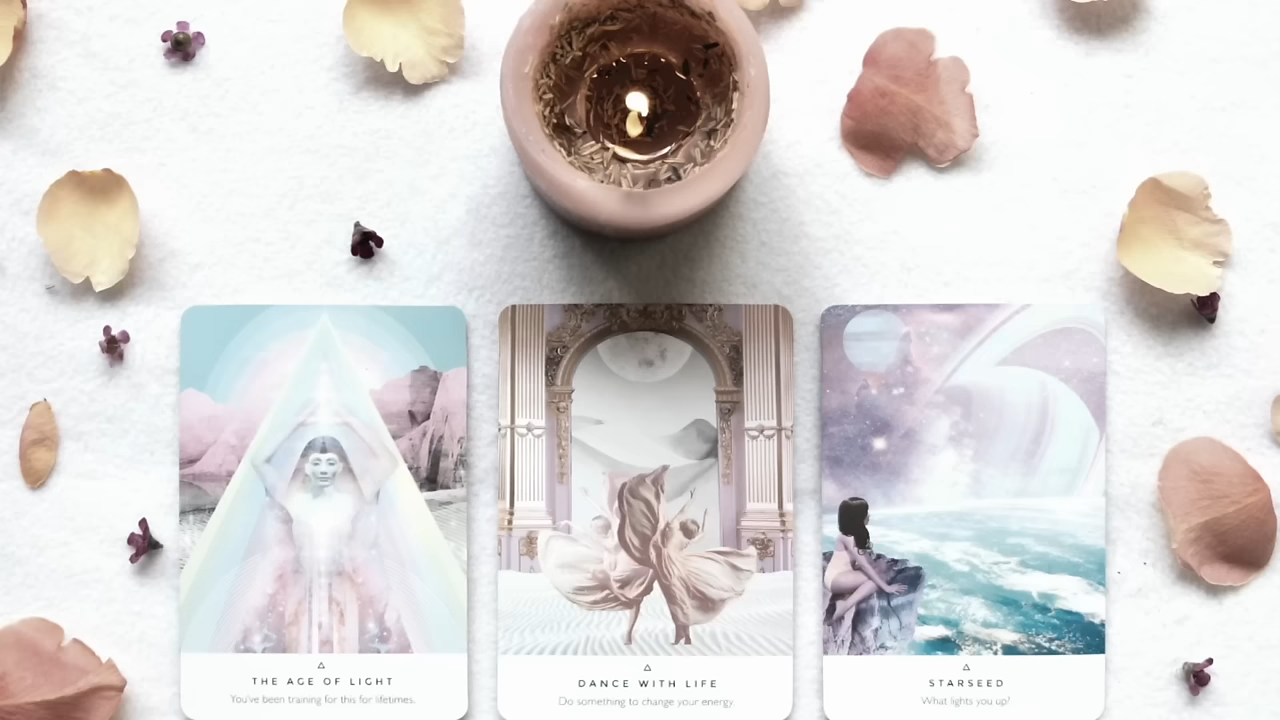 THE AGE OF LIGHT
You've been training for this for lifetimes.
DANCE WITH LIFE
Do something to change your energy
STARSEED
What lights you up?